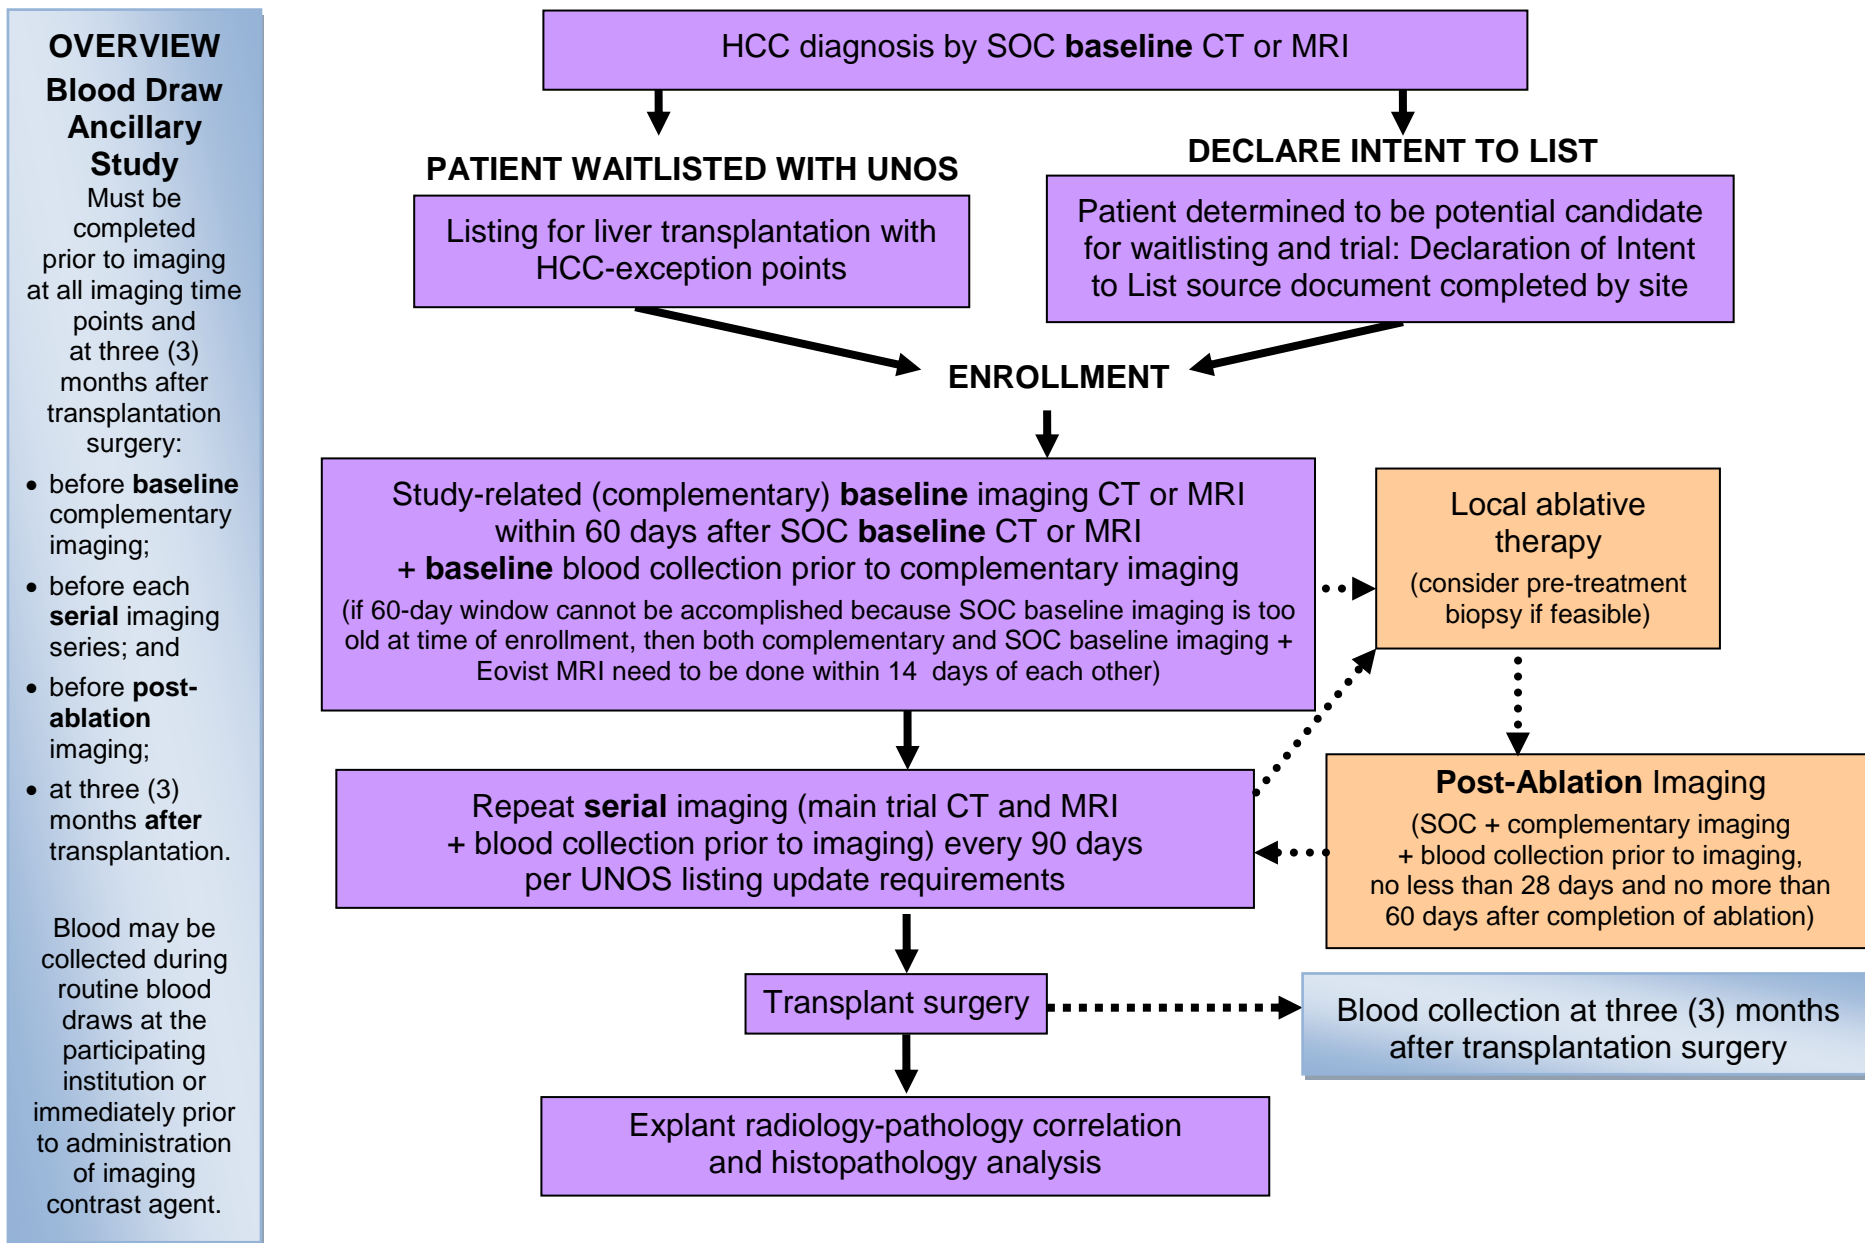 OVERVIEW
Blood Draw
Ancillary
Study
Must be
completed
prior to imaging
at all imaging time
points and
at three (3)
months after
transplantation
surgery:
• before baseline
complementary
imaging;
• before each
serial imaging
series; and
• before post-
ablation
imaging;
• at three (3)
months after
transplantation.
Blood may be
collected during
routine blood
draws at the
participating
institution or
immediately prior
to administration
of imaging
contrast agent.
HCC diagnosis by SOC baseline CT or MRI
PATIENT WAITLISTED WITH UNOS
Listing for liver transplantation with
HCC-exception points
DECLARE INTENT TO LIST
Patient determined to be potential candidate
for waitlisting and trial: Declaration of Intent
to List source document completed by site
ENROLLMENT
Study-related (complementary) baseline imaging CT or MRI
within 60 days after SOC baseline CT or MRI
+ baseline blood collection prior to complementary imaging
(if 60-day window cannot be accomplished because SOC baseline imaging is too
old at time of enrollment, then both complementary and SOC baseline imaging +
Eovist MRI need to be done within 14 days of each other)
Local ablative
therapy
(consider pre-treatment
biopsy if feasible)
Repeat serial imaging (main trial CT and MRI
+ blood collection prior to imaging) every 90 days
per UNOS listing update requirements
Post-Ablation Imaging
(SOC + complementary imaging
+ blood collection prior to imaging,
no less than 28 days and no more than
60 days after completion of ablation)
Transplant surgery
Blood collection at three (3) months
after transplantation surgery
Explant radiology-pathology correlation
and histopathology analysis